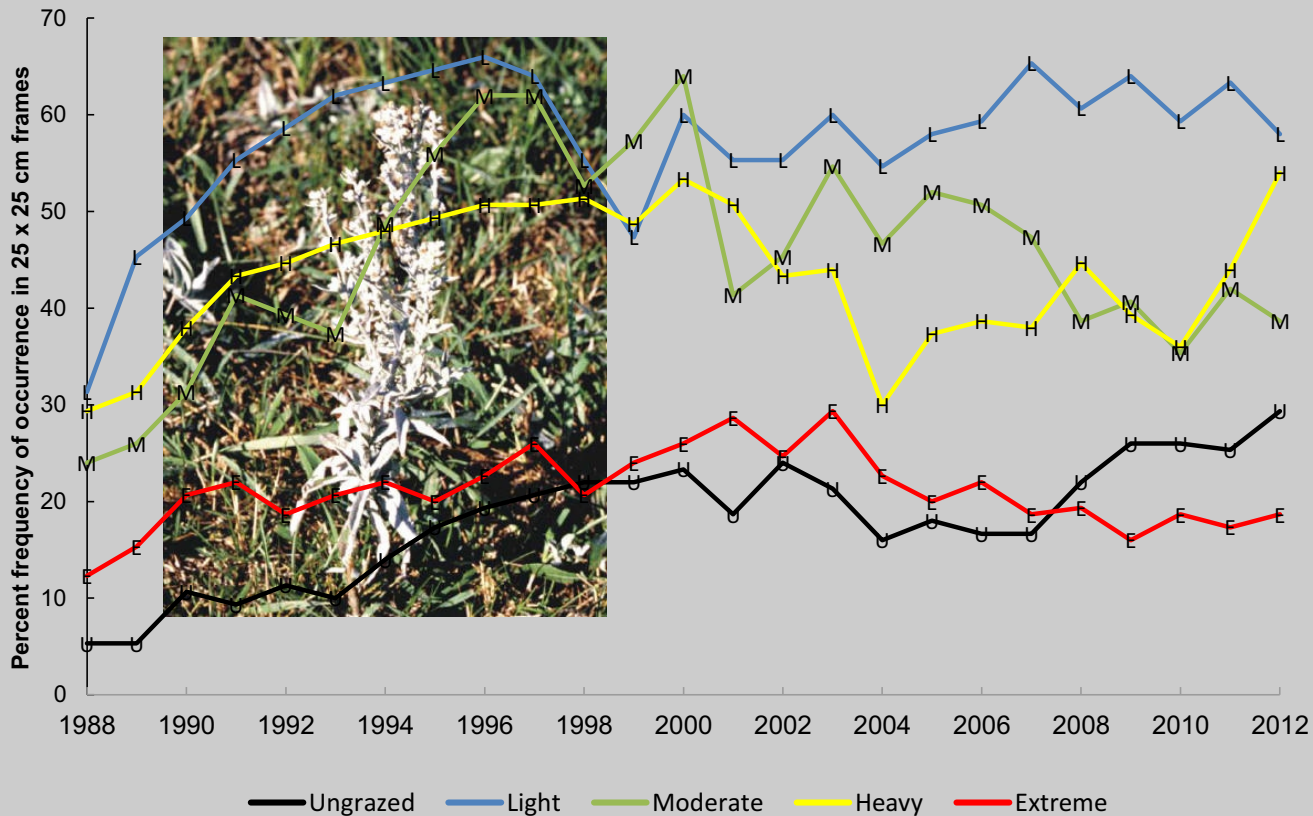 Percent frequency of occurrence in 25 x 25 cm frames
70
60
50
40
30
20
10
0
1988 1990 1992 1994 1996 1998 2000 2002 2004 2006 2008 2010 2012
L L L L L L L L L L L L L L L L L L L L L L L L L
M M M M M M M M M M M M M M M M M M M M M M M M M
H H H H H H H H H H H H H H H H H H H H H H H H H
E E E E E E E E E E E E E E E E E E E E E E E E E
U U U U U U U U U U U U U U U U U U U U U U U U U
Ungrazed Light Moderate Heavy Extreme